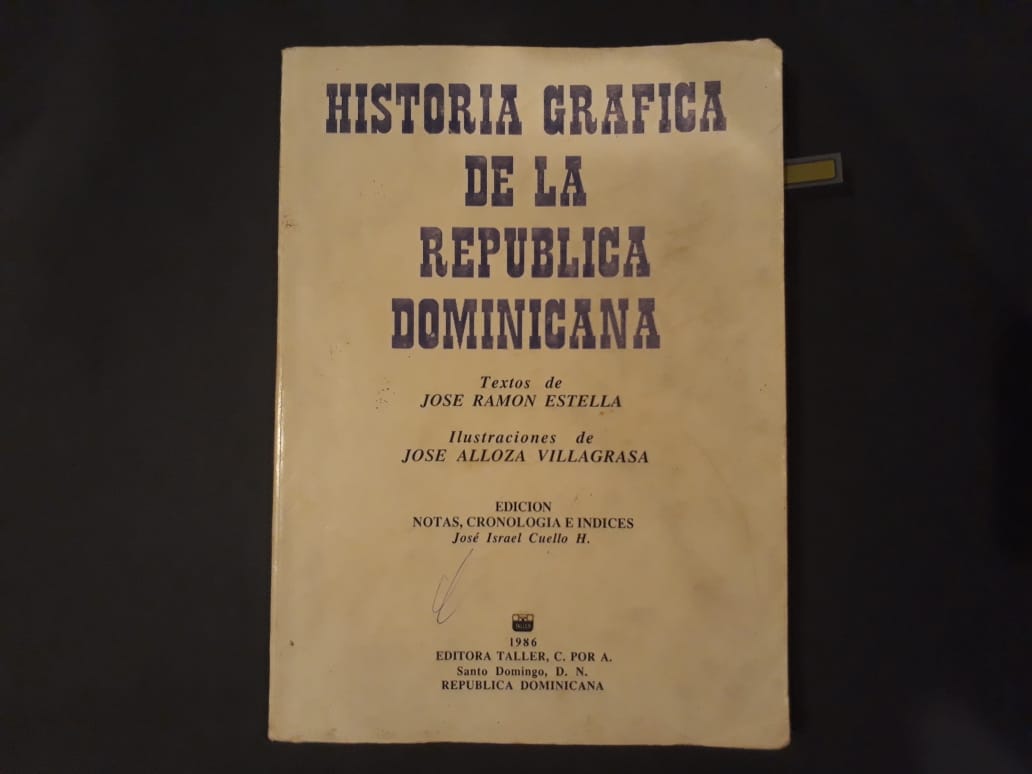 HISTORIA GRAFICA
DE LA
REPUBLICA
DOMINICANA
Textos de
JOSE RAMON ESTELLA
Ilustraciones de
JOSE ALLOZA VILLAGRASA
EDICION
NOTAS, CRONOLOGIA E INDICES
José Israel Cuello H.
TALLER
1986
EDITORA TALLER, C. POR A.
Santo Domingo, D. N.
REPUBLICA DOMINICANA